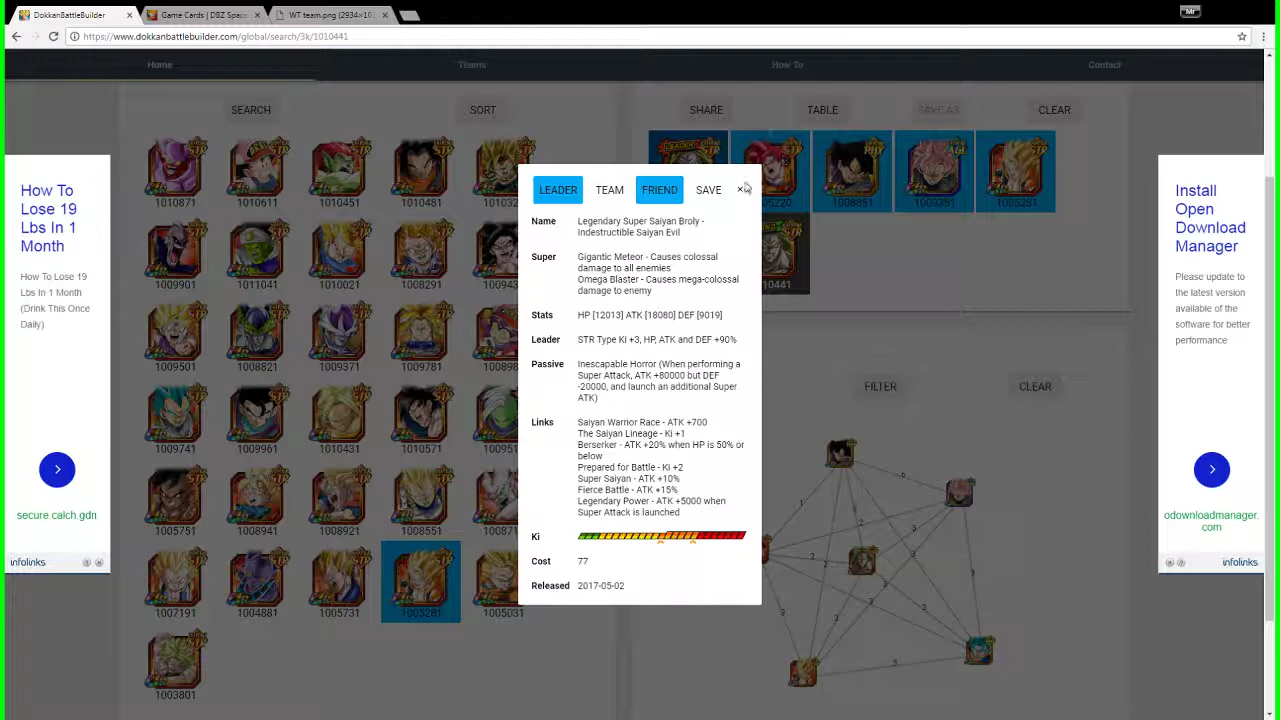 DokkanBattleBuilder
Game Cards | DBZ Space
WT team.png (2934×10
Mr
https://www.dokkanbattlebuilder.com/global/search/3k/1010441
Home
Teams
How To
Contact
SEARCH
SORT
SHARE
TABLE
SAVE AS
CLEAR
1010871
1010611
1010451
1010481
1009901
1011041
1010021
1008291
1009501
1008821
1009371
1009781
1009741
1009961
1010431
1010571
1005751
1008941
1008921
1008551
1007191
1004881
1005731
1005281
1005031
1003801
LEADER
1008851
1009351
1005281
LEADER
TEAM
FRIEND
SAVE
×
Name
Legendary Super Saiyan Broly -
Indestructible Saiyan Evil
Super
Gigantic Meteor - Causes colossal
damage to all enemies
Omega Blaster - Causes mega-colossal
damage to enemy
Stats
HP [12013] ATK [18080] DEF [9019]
Leader
STR Type Ki +3, HP, ATK and DEF +90%
Passive
Inescapable Horror (When performing a
Super Attack, ATK +80000 but DEF
-20000, and launch an additional Super
ATK)
Links
Saiyan Warrior Race - ATK +700
The Saiyan Lineage - Ki +1
Berserker - ATK +20% when HP is 50% or
below
Prepared for Battle - Ki +2
Super Saiyan - ATK +10%
Fierce Battle - ATK +15%
Legendary Power - ATK +5000 when
Super Attack is launched
Ki
Cost
77
Released
2017-05-02
FILTER
CLEAR
How To
Lose 19
Lbs In 1
Month
How To Lose 19
Lbs In 1 Month
(Drink This Once
Daily)
secure.calch.gdn
infolinks
Install
Open
Download
Manager
Please update to
the latest version
available of the
software for better
performance
odownloadmanager.
com
infolinks